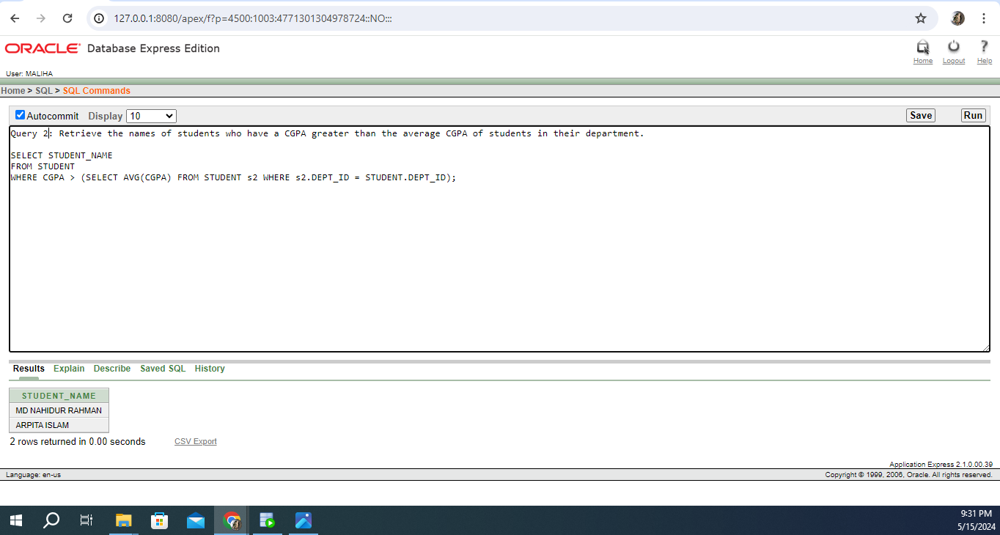 127.0.0.1:8080/apex/f?p=4500:1003:4771301304978724::NO:::
ORACLE Database Express Edition
Home Logout Help
User: MALIHA
Home > SQL > SQL Commands
Autocommit Display 10 Save Run
Query 2: Retrieve the names of students who have a CGPA greater than the average CGPA of students in their department.
SELECT STUDENT_NAME
FROM STUDENT
WHERE CGPA > (SELECT AVG(CGPA) FROM STUDENT s2 WHERE s2.DEPT_ID = STUDENT.DEPT_ID);
Results Explain Describe Saved SQL History
STUDENT_NAME
MD NAHIDUR RAHMAN
ARPITA ISLAM
2 rows returned in 0.00 seconds CSV Export
Application Express 2.1.0.00.39
Language: en-us Copyright © 1999, 2006, Oracle. All rights reserved.
9:31 PM
5/15/2024